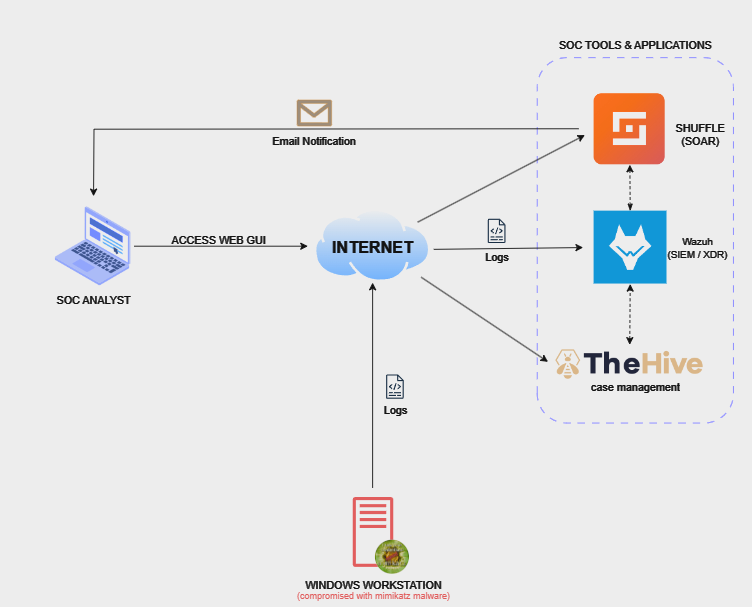 SOC TOOLS & APPLICATIONS
SHUFFLE
(SOAR)
Email Notification
ACCESS WEB GUI
INTERNET
Logs
Wazuh
(SIEM / XDR)
SOC ANALYST
TheHive
case management
Logs
WINDOWS WORKSTATION
(compromised with mimikatz malware)